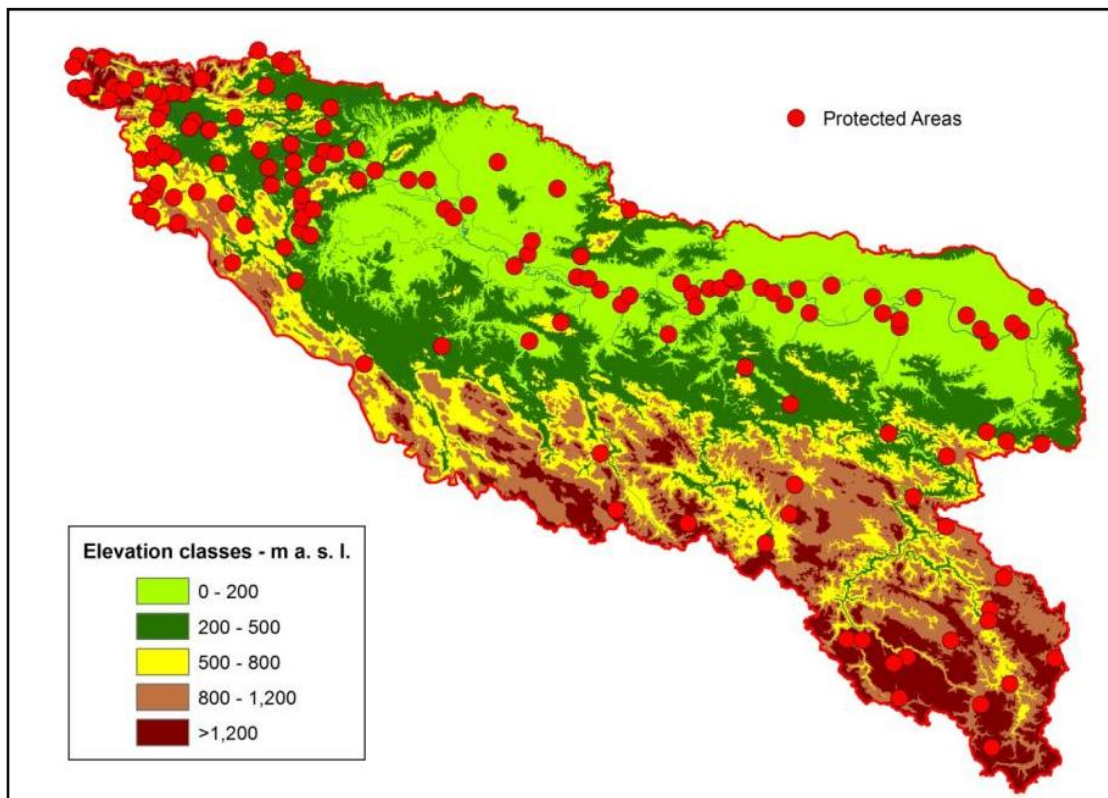 Protected Areas
Elevation classes - m a. s. l.
0 - 200
200 - 500
500 - 800
800 - 1,200
>1,200